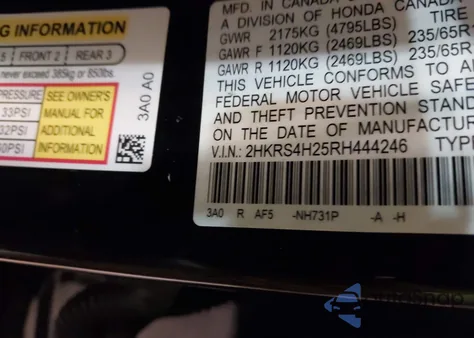 G INFORMATION
5 FRONT 2 REAR 3
never exceed 385kg or 850lbs.
PRESSURE SEE OWNER'S
33PSI MANUAL FOR
32PSI ADDITIONAL
60PSI INFORMATION
3A0 A0
MFD. IN CANADA
A DIVISION OF HONDA CANADA
GVWR 2175KG (4795LBS) TIRE
GAWR F 1120KG (2469LBS) 235/65R1
GAWR R 1120KG (2469LBS) 235/65R
THIS VEHICLE CONFORMS TO A
FEDERAL MOTOR VEHICLE SAFE
AND THEFT PREVENTION STAND
ON THE DATE OF MANUFACTUR
V.I.N.: 2HKRS4H25RH444246 TYP
3A0 R AF5 -NH731P -A -H